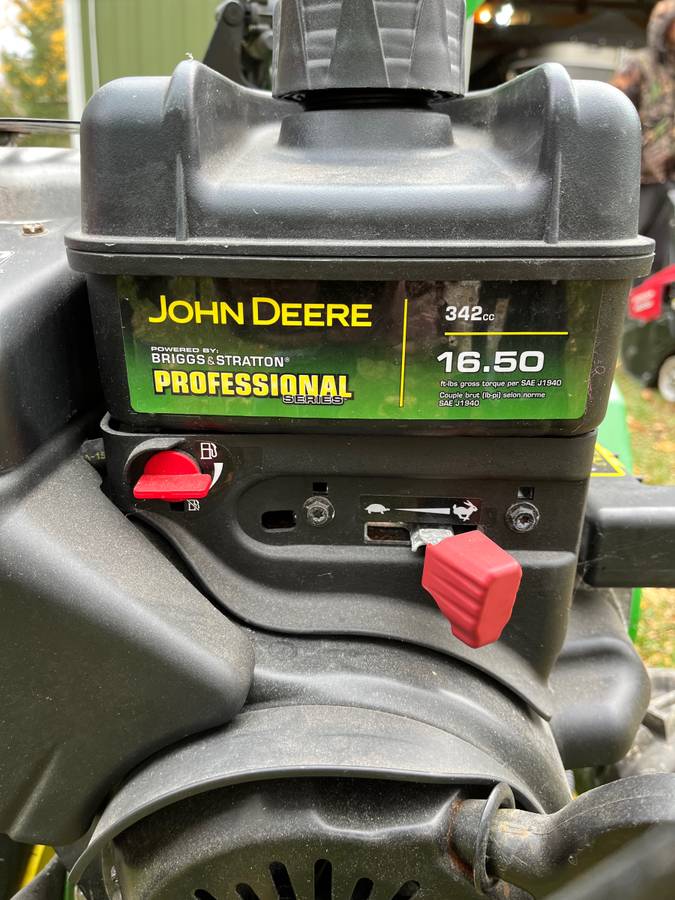 JOHN DEERE
POWERED BY:
BRIGGS & STRATTON®
PROFESSIONAL
SERIES
342cc
16.50
ft-lbs gross torque per SAE J1940
Couple brut (lb-pi) selon norme
SAE J1940